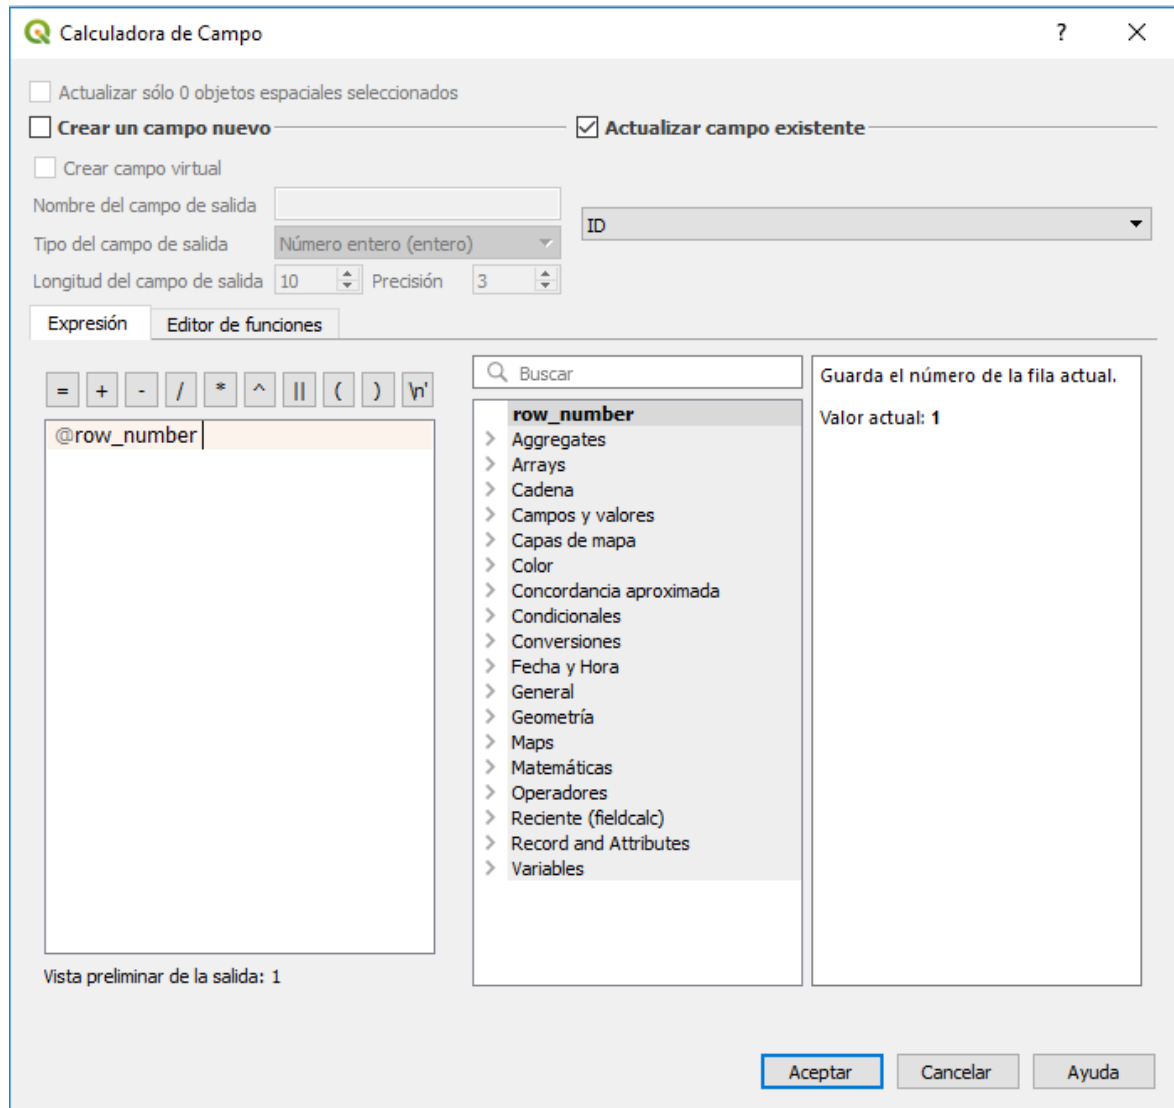 Calculadora de Campo
?
Actualizar sólo 0 objetos espaciales seleccionados
Crear un campo nuevo
Actualizar campo existente
Crear campo virtual
Nombre del campo de salida
ID
Tipo del campo de salida Número entero (entero)
Longitud del campo de salida 10 Precisión 3
Expresión Editor de funciones
= + - / * ^ || ( ) \n'
@row_number
Vista preliminar de la salida: 1
Buscar
row_number
Aggregates
Arrays
Cadena
Campos y valores
Capas de mapa
Color
Concordancia aproximada
Condicionales
Conversiones
Fecha y Hora
General
Geometría
Maps
Matemáticas
Operadores
Reciente (fieldcalc)
Record and Attributes
Variables
Guarda el número de la fila actual.
Valor actual: 1
Aceptar Cancelar Ayuda